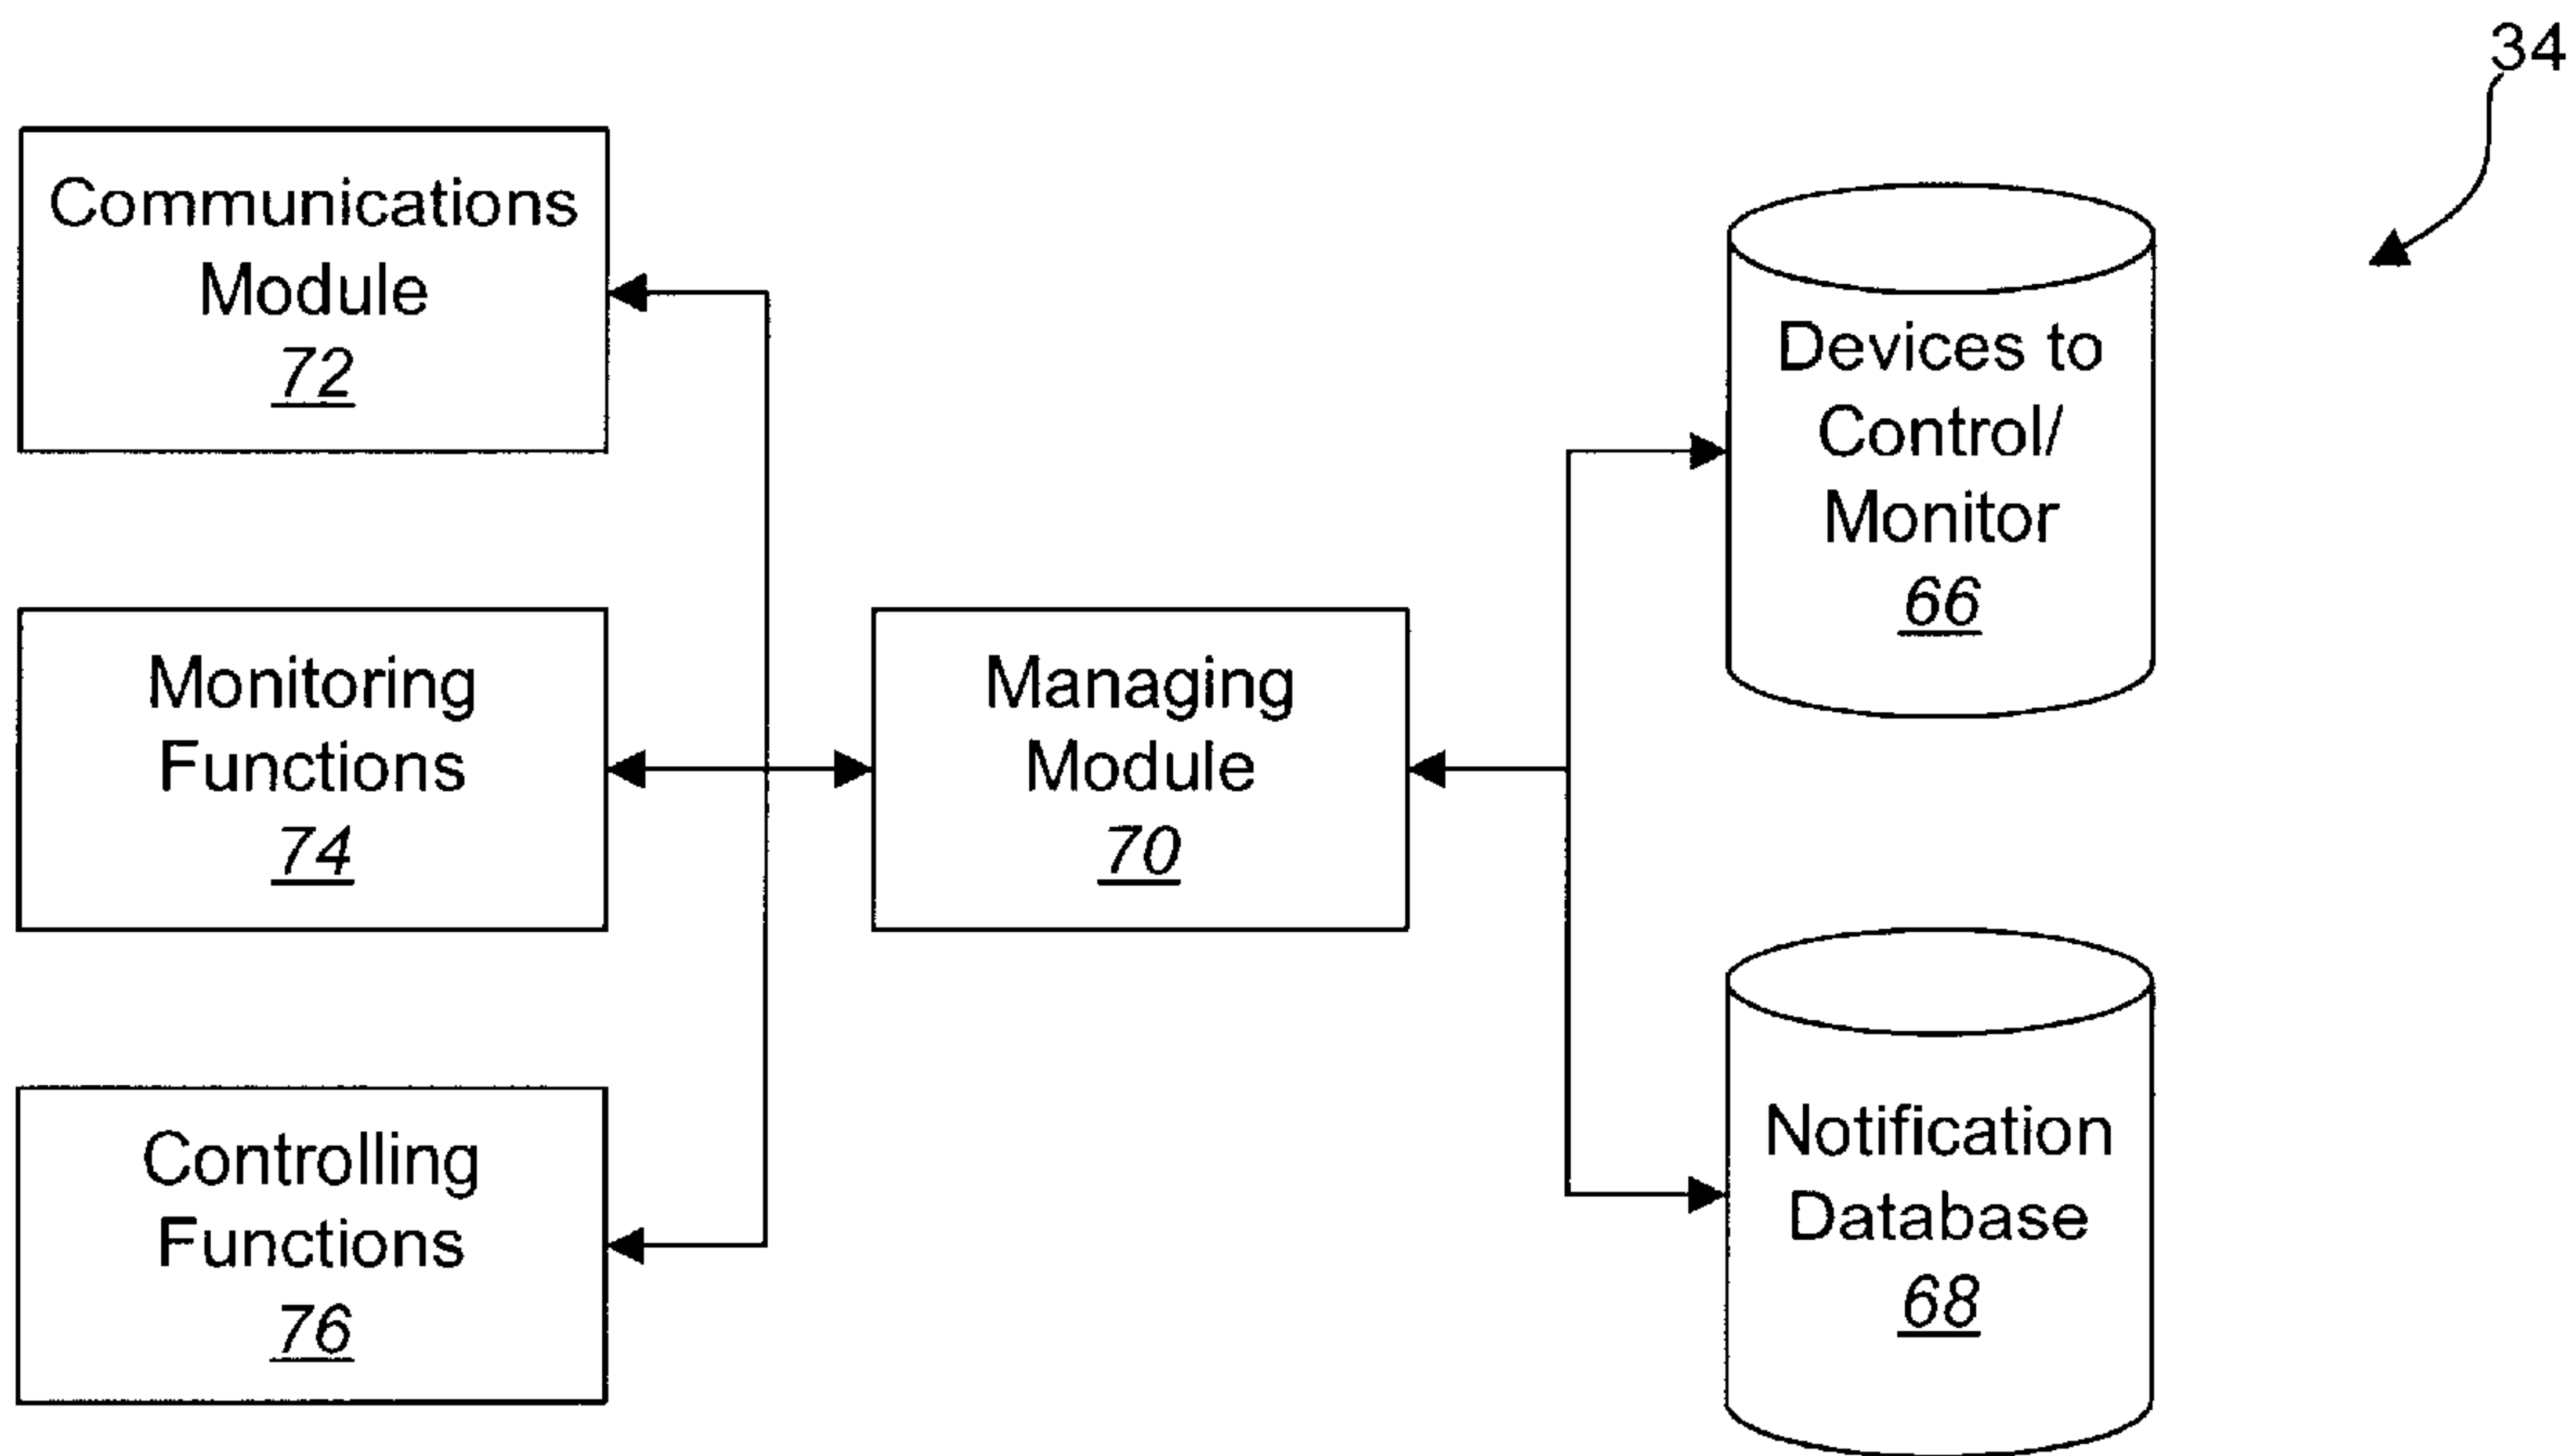 34
Communications
Module
72
Monitoring
Functions
74
Controlling
Functions
76
Managing
Module
70
Devices to
Control/
Monitor
66
Notification
Database
68